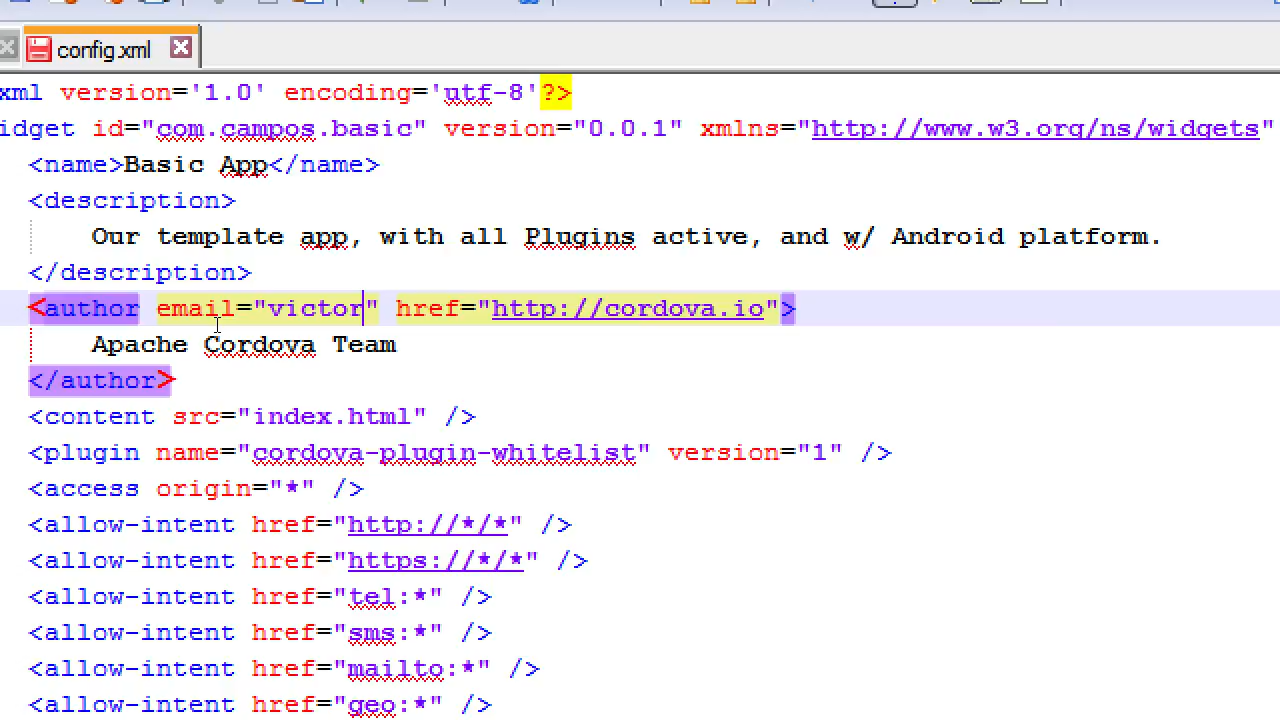 config.xml
xml version='1.0' encoding='utf-8'?>
idget id="com.campos.basic" version="0.0.1" xmlns="http://www.w3.org/ns/widgets"
<name>Basic App</name>
<description>
Our template app, with all Plugins active, and w/ Android platform.
</description>
<author email="victor" href="http://cordova.io">
Apache Cordova Team
</author>
<content src="index.html" />
<plugin name="cordova-plugin-whitelist" version="1" />
<access origin="*" />
<allow-intent href="http://*/*" />
<allow-intent href="https://*/*" />
<allow-intent href="tel:*" />
<allow-intent href="sms:*" />
<allow-intent href="mailto:*" />
<allow-intent href="geo:*" />